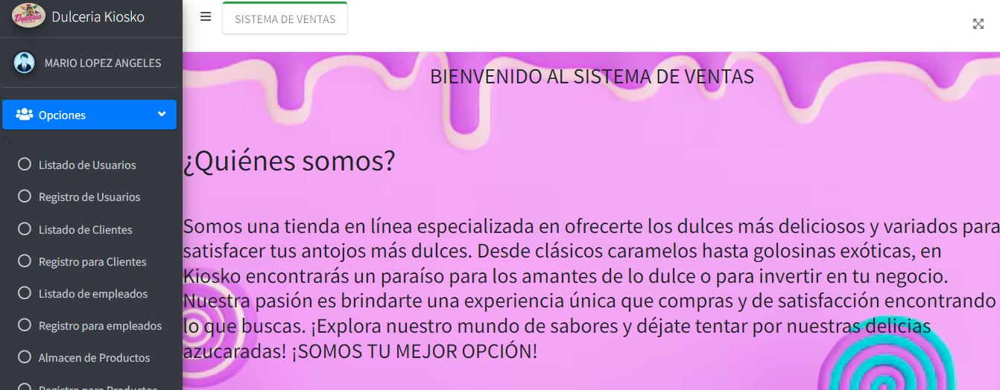 Dulceria Kiosko
MARIO LOPEZ ANGELES
Opciones
">
Listado de Usuarios
Registro de Usuarios
Listado de Clientes
Registro para Clientes
Listado de empleados
Registro para empleados
Almacen de Productos
Registro para Productos
SISTEMA DE VENTAS
BIENVENIDO AL SISTEMA DE VENTAS
¿Quiénes somos?
Somos una tienda en línea especializada en ofrecerte los dulces más deliciosos y variados para
satisfacer tus antojos más dulces. Desde clásicos caramelos hasta golosinas exóticas, en
Kiosko encontrarás un paraíso para los amantes de lo dulce o para invertir en tu negocio.
Nuestra pasión es brindarte una experiencia única que compras y de satisfacción encontrando
lo que buscas. ¡Explora nuestro mundo de sabores y déjate tentar por nuestras delicias
azucaradas! ¡SOMOS TU MEJOR OPCIÓN!